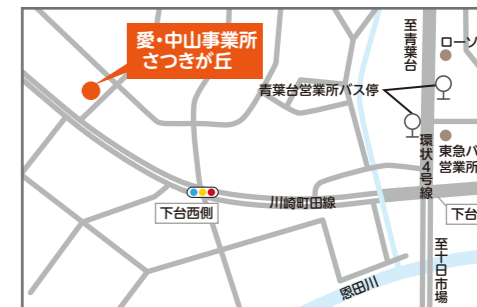 愛・中山事業所
さつきが丘
至青葉台
ローソ
青葉台営業所バス停
環状4号線
東急バ
営業所
川崎町田線
下台西側
下台
至十日市場
恩田川